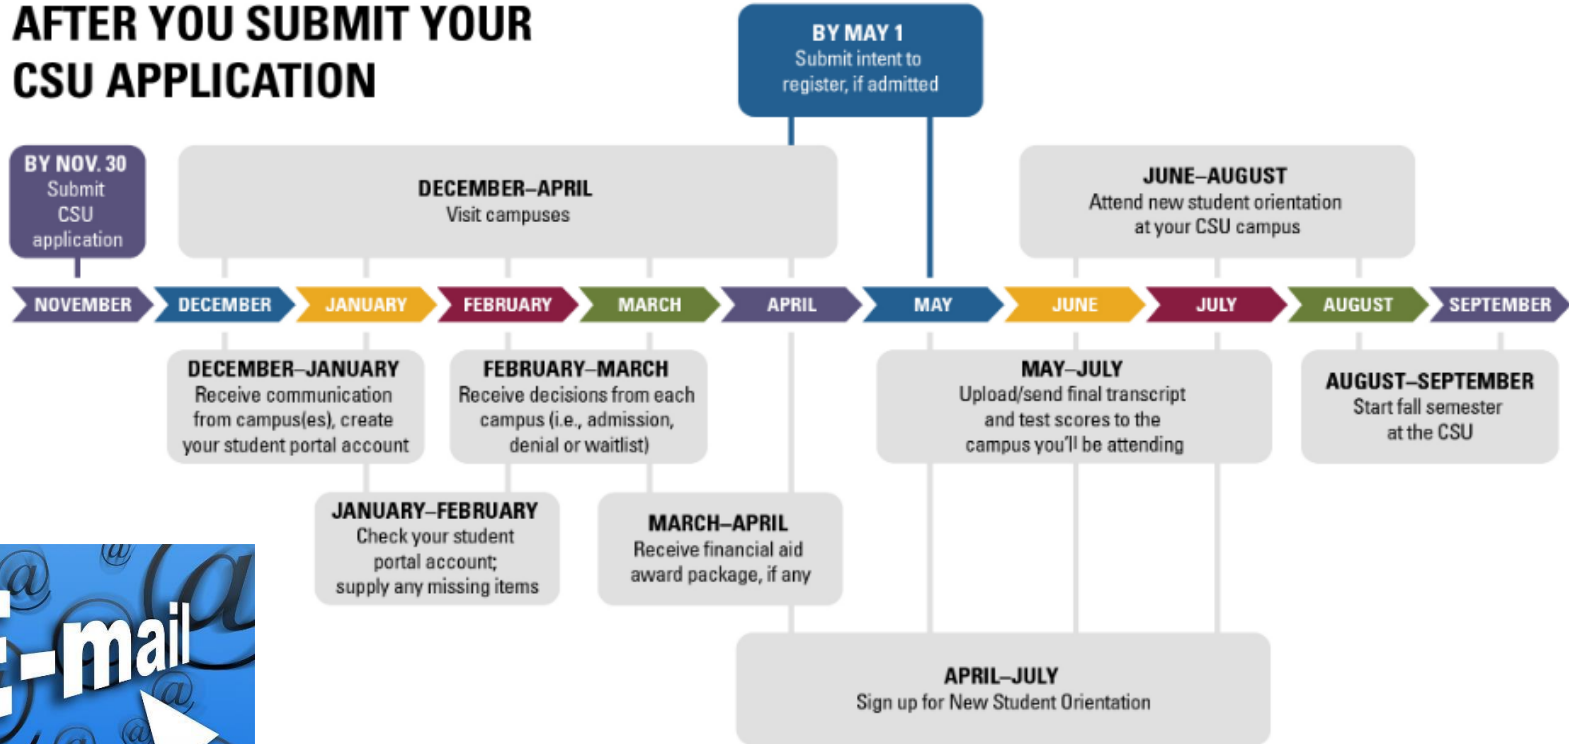 AFTER YOU SUBMIT YOUR
CSU APPLICATION
BY MAY 1
Submit intent to
register, if admitted
BY NOV. 30
Submit
CSU
application
DECEMBER–APRIL
Visit campuses
JUNE–AUGUST
Attend new student orientation
at your CSU campus
NOVEMBER
DECEMBER
JANUARY
FEBRUARY
MARCH
APRIL
MAY
JUNE
JULY
AUGUST
SEPTEMBER
DECEMBER–JANUARY
Receive communication
from campus(es), create
your student portal account
FEBRUARY–MARCH
Receive decisions from each
campus (i.e., admission,
denial or waitlist)
MAY–JULY
Upload/send final transcript
and test scores to the
campus you'll be attending
AUGUST–SEPTEMBER
Start fall semester
at the CSU
JANUARY–FEBRUARY
Check your student
portal account;
supply any missing items
MARCH–APRIL
Receive financial aid
award package, if any
APRIL–JULY
Sign up for New Student Orientation
@ @ @
E-mail
@ @ @